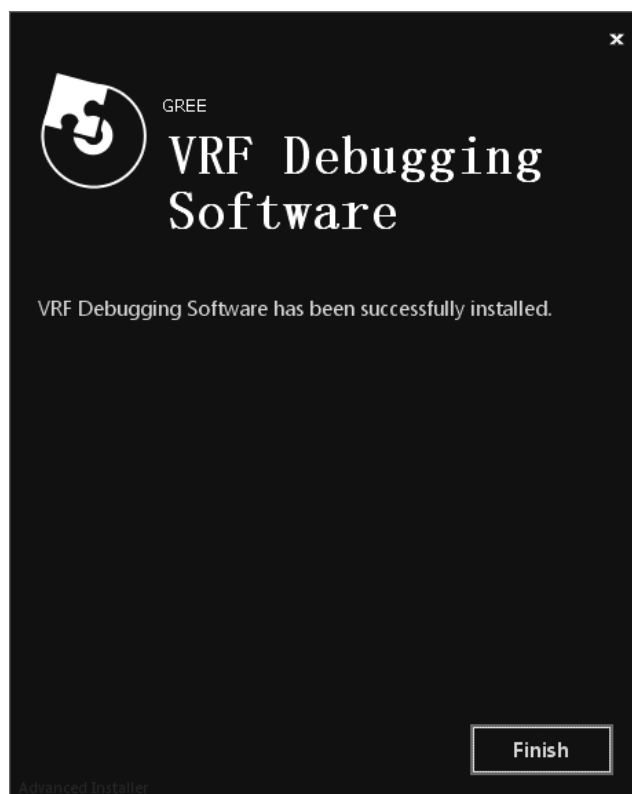 GREE
VRF Debugging
Software
VRF Debugging Software has been successfully installed.
Finish
Advanced Installer